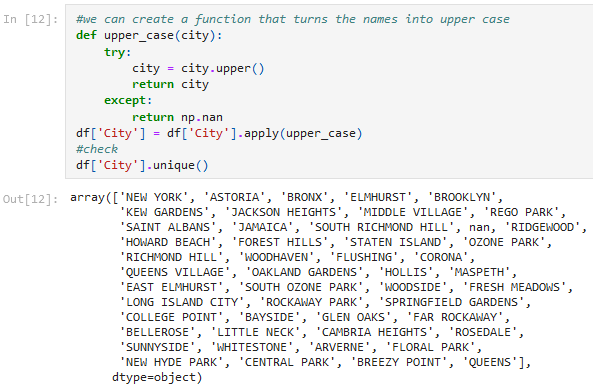 In [12]: #we can create a function that turns the names into upper case
def upper_case(city):
try:
city = city.upper()
return city
except:
return np.nan
df['City'] = df['City'].apply(upper_case)
#check
df['City'].unique()
Out[12]: array(['NEW YORK', 'ASTORIA', 'BRONX', 'ELMHURST', 'BROOKLYN',
'KEW GARDENS', 'JACKSON HEIGHTS', 'MIDDLE VILLAGE', 'REGO PARK',
'SAINT ALBANS', 'JAMAICA', 'SOUTH RICHMOND HILL', nan, 'RIDGEWOOD',
'HOWARD BEACH', 'FOREST HILLS', 'STATEN ISLAND', 'OZONE PARK',
'RICHMOND HILL', 'WOODHAVEN', 'FLUSHING', 'CORONA',
'QUEENS VILLAGE', 'OAKLAND GARDENS', 'HOLLIS', 'MASPETH',
'EAST ELMHURST', 'SOUTH OZONE PARK', 'WOODSIDE', 'FRESH MEADOWS',
'LONG ISLAND CITY', 'ROCKAWAY PARK', 'SPRINGFIELD GARDENS',
'COLLEGE POINT', 'BAYSIDE', 'GLEN OAKS', 'FAR ROCKAWAY',
'BELLEROSE', 'LITTLE NECK', 'CAMBRIA HEIGHTS', 'ROSEDALE',
'SUNNYSIDE', 'WHITESTONE', 'ARVERNE', 'FLORAL PARK',
'NEW HYDE PARK', 'CENTRAL PARK', 'BREEZY POINT', 'QUEENS'],
dtype=object)